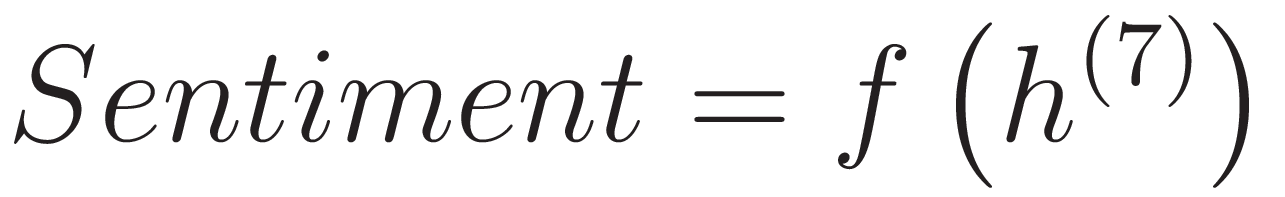 Sentiment = f (h^(7))